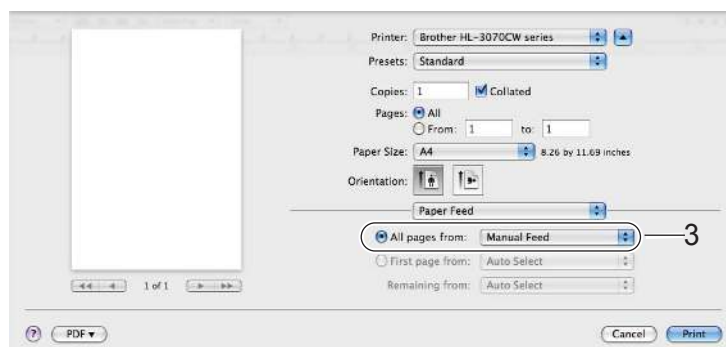 Printer: Brother HL-3070CW series
Presets: Standard
Copies: 1 Collated
Pages: All
From: 1 to: 1
Paper Size: A4 8.26 by 11.69 inches
Orientation:
Paper Feed
All pages from: Manual Feed 3
First page from: Auto Select
Remaining from: Auto Select
1 of 1
? PDF Cancel Print